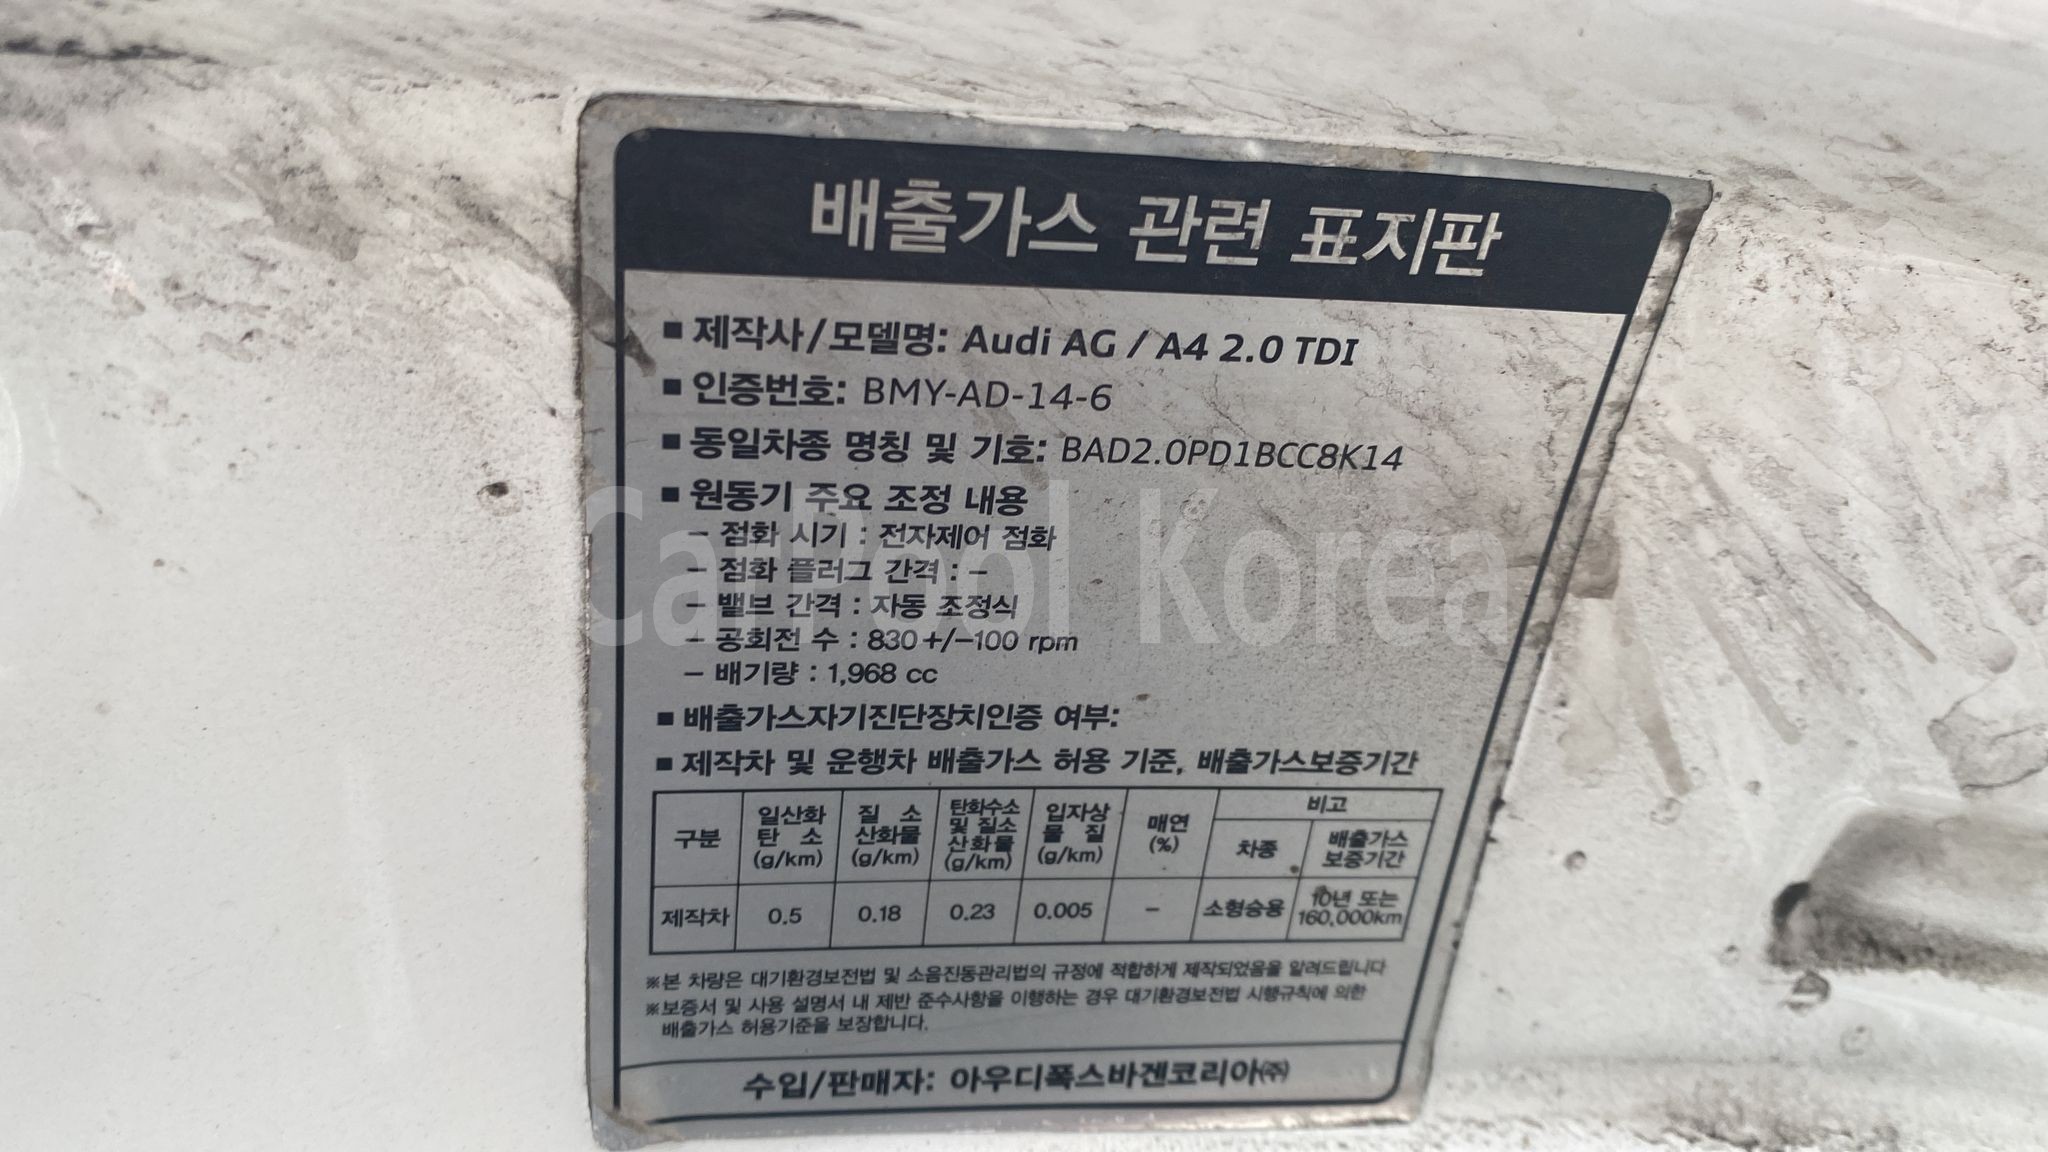 배출가스 관련 표지판
■ 제작사/모델명: Audi AG / A4 2.0 TDI
■ 인증번호: BMY-AD-14-6
■ 동일차종 명칭 및 기호: BAD2.0PD1BCC8K14
■ 원동기 주요 조정 내용
– 점화 시기 : 전자제어 점화
– 점화 플러그 간격 : –
– 밸브 간격 : 자동 조정식
– 공회전 수 : 830 +/–100 rpm
– 배기량 : 1,968 cc
CarPool Korea
■ 배출가스자기진단장치인증 여부:
■ 제작차 및 운행차 배출가스 허용 기준, 배출가스보증기간
구분 일산화탄소 (g/km) 질소산화물 (g/km) 탄화수소 및 질소산화물 (g/km) 입자상물질 (g/km) 매연 (%) 비고
차종 배출가스 보증기간
제작차 0.5 0.18 0.23 0.005 – 소형승용 10년 또는 160,000km
※본 차량은 대기환경보전법 및 소음진동관리법의 규정에 적합하게 제작되었음을 알려드립니다
※보증서 및 사용 설명서 내 제반 준수사항을 이행하는 경우 대기환경보전법 시행규칙에 의한
배출가스 허용기준을 보장합니다.
수입/판매자: 아우디폭스바겐코리아㈜